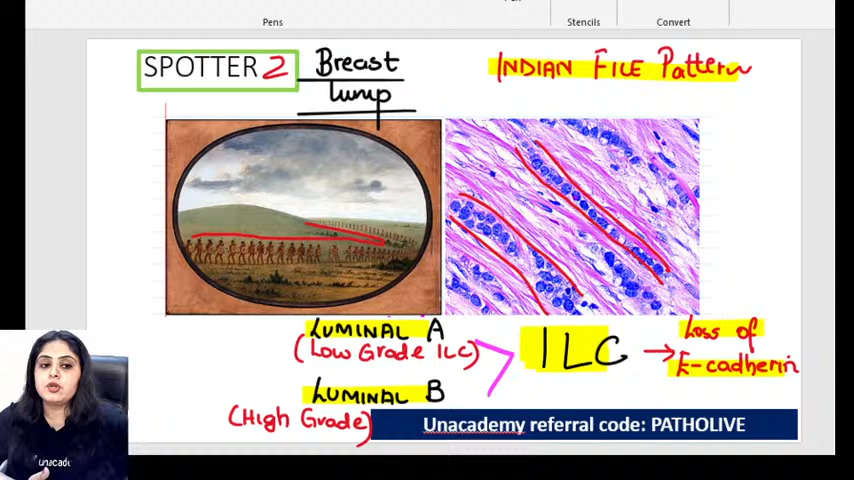 Pens
Stencils
Convert
SPOTTER 2
Breast
lump
INDIAN FILE Pattern
LUMINAL A
(Low Grade ILC)
LUMINAL B
(High Grade)
ILC → Loss of
E-cadherin
Unacademy referral code: PATHOLIVE
unacade